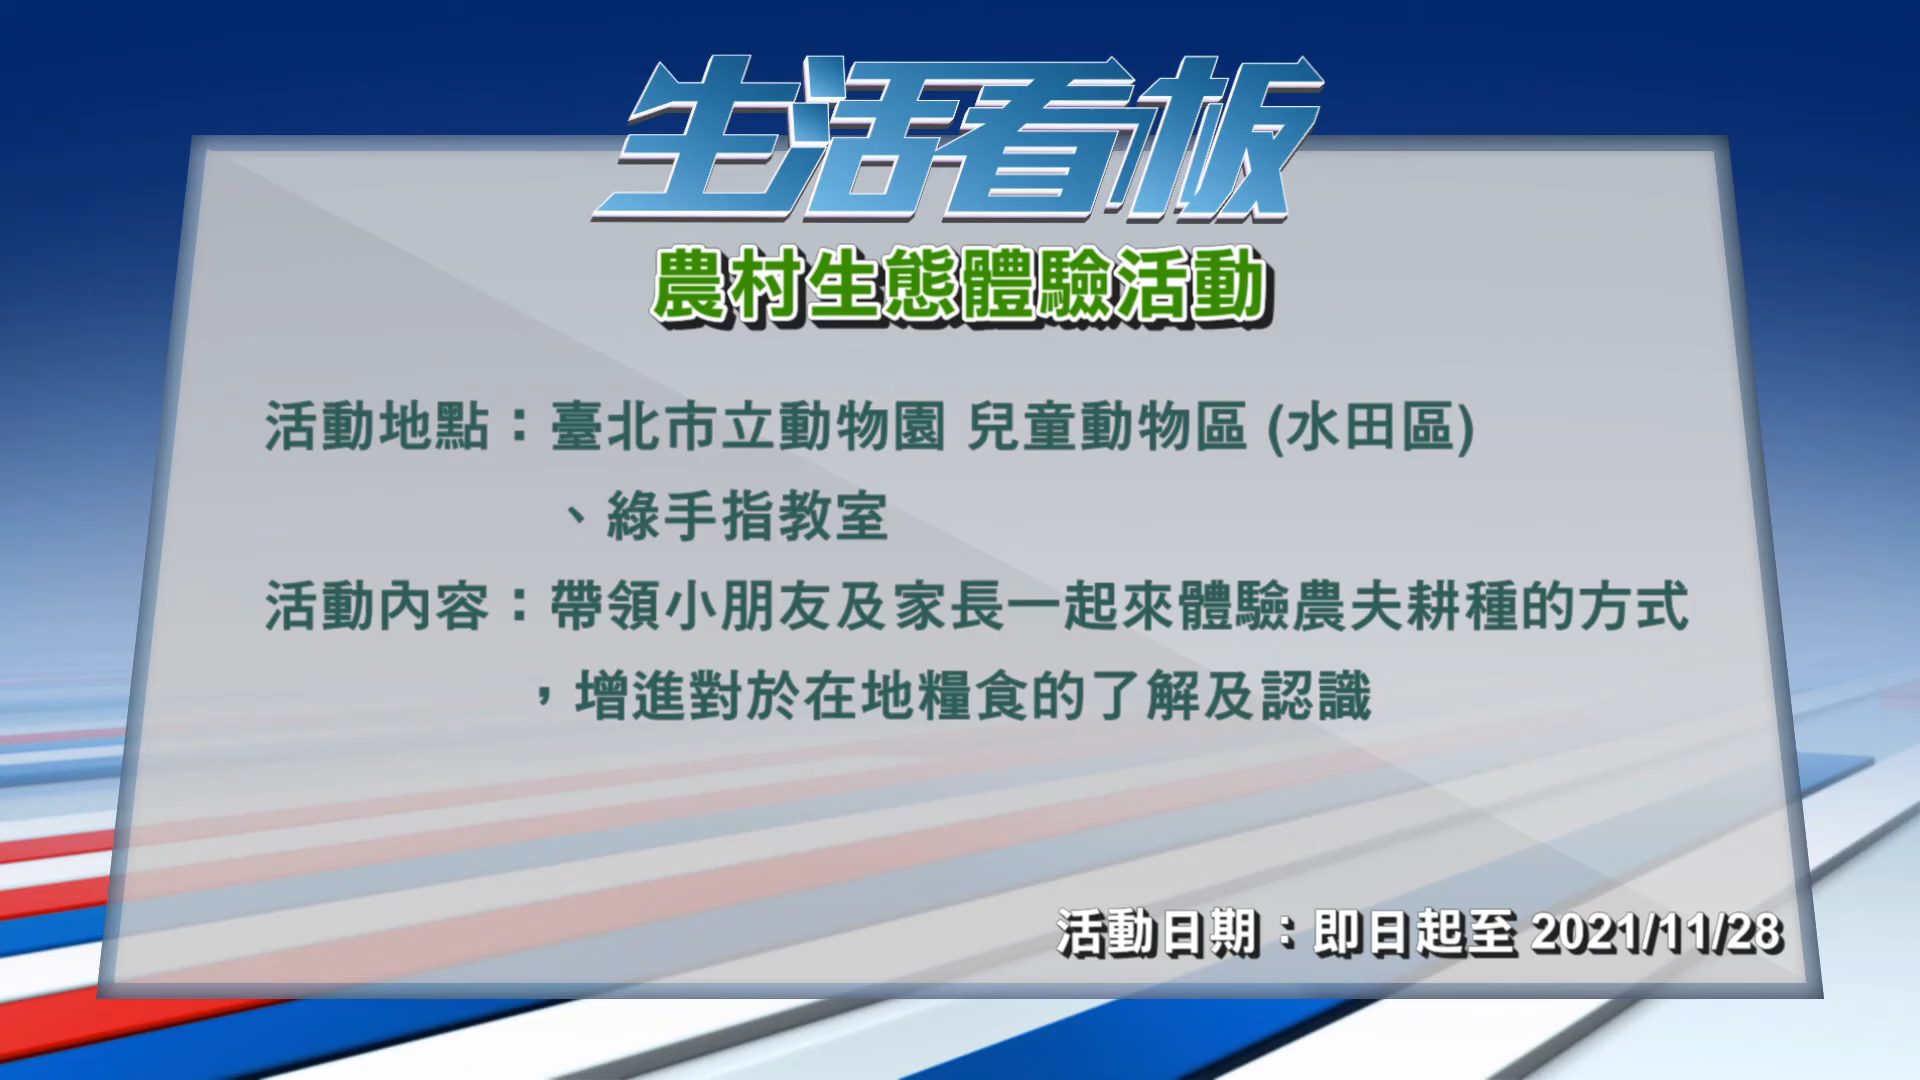 生活看板
農村生態體驗活動
活動地點：臺北市立動物園 兒童動物區 (水田區)
、綠手指教室
活動內容：帶領小朋友及家長一起來體驗農夫耕種的方式
，增進對於在地糧食的了解及認識
活動日期：即日起至 2021/11/28